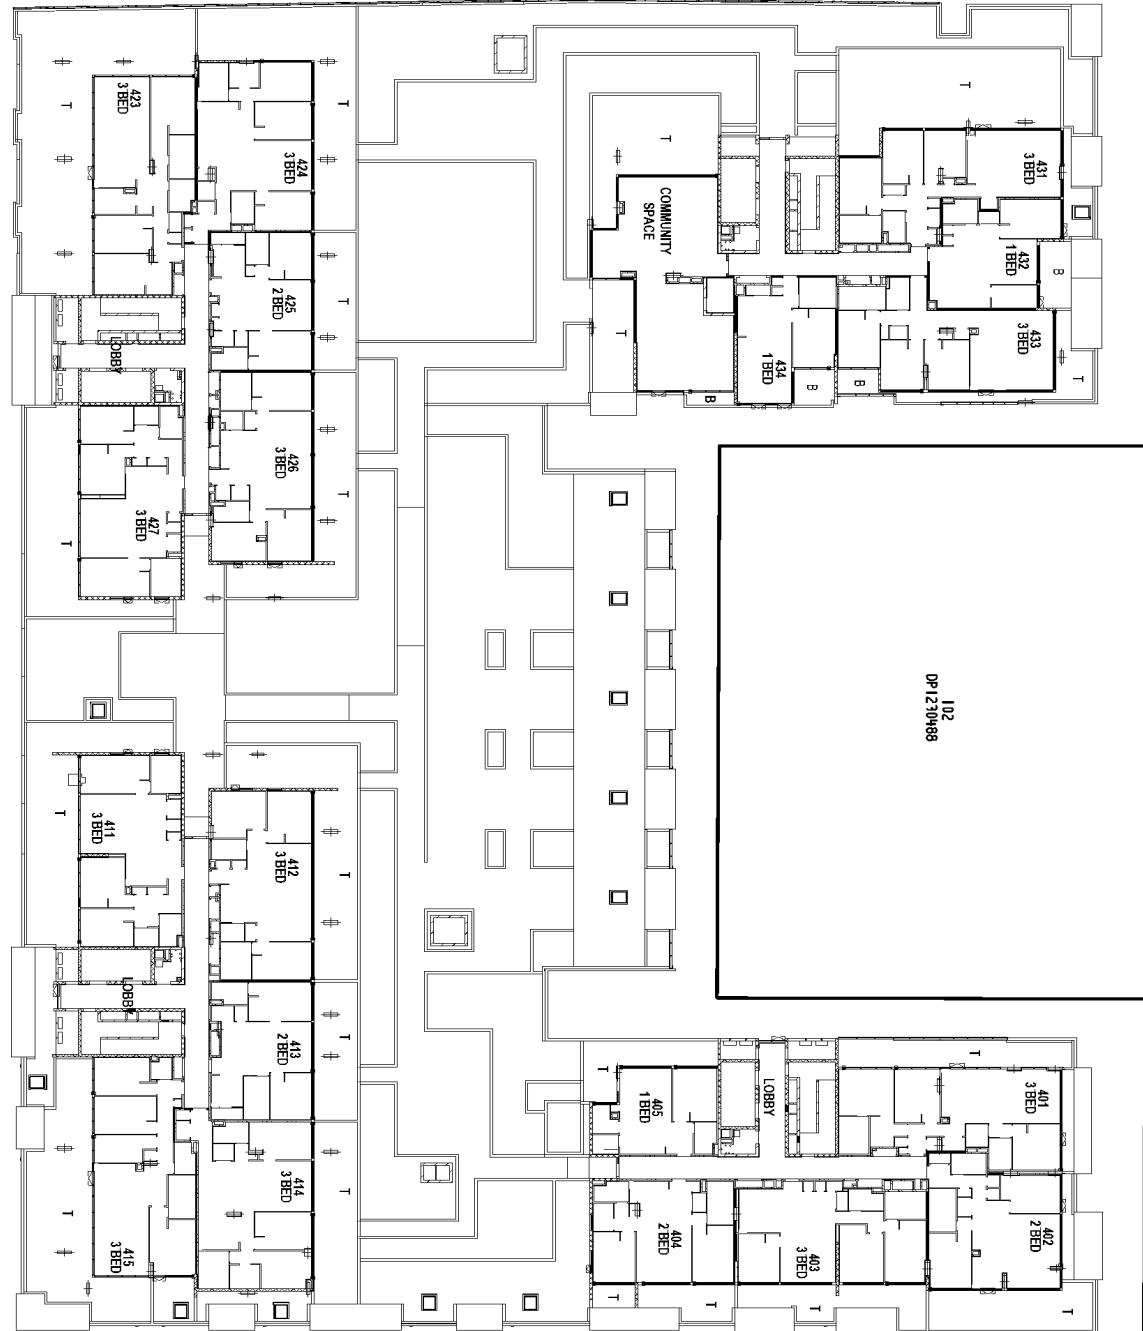 423
3 BED
T
424
3 BED
T
T
425
2 BED
T
LOBBY
426
3 BED
T
427
3 BED
T
T
COMMUNITY
SPACE
T
431
3 BED
T
432
1 BED
B
433
3 BED
T
434
1 BED
B
B
B
102
DP1230488
411
3 BED
T
412
3 BED
T
LOBBY
413
2 BED
T
414
3 BED
T
415
3 BED
T
405
1 BED
T
LOBBY
401
3 BED
T
402
2 BED
T
404
2 BED
T
T
403
3 BED
T